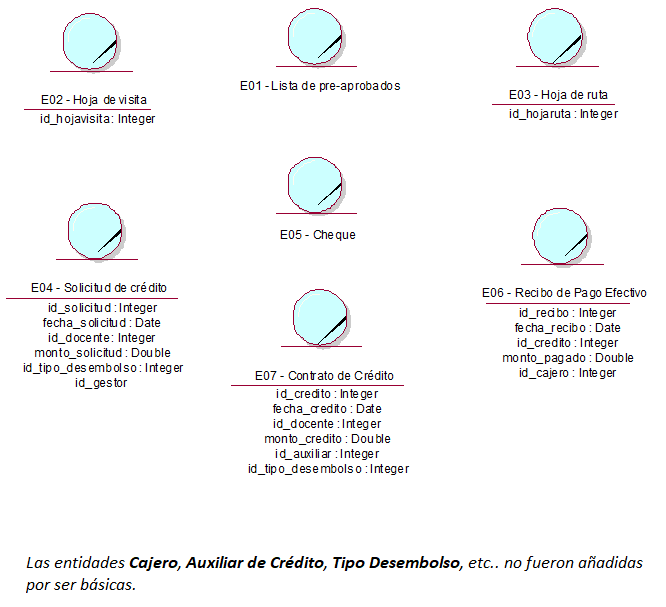 E02 - Hoja de visita
id_hojavisita : Integer
E01 - Lista de pre-aprobados
E03 - Hoja de ruta
id_hojaruta : Integer
E04 - Solicitud de crédito
id_solicitud : Integer
fecha_solicitud : Date
id_docente : Integer
monto_solicitud : Double
id_tipo_desembolso : Integer
id_gestor
E05 - Cheque
E06 - Recibo de Pago Efectivo
id_recibo : Integer
fecha_recibo : Date
id_credito : Integer
monto_pagado : Double
id_cajero : Integer
E07 - Contrato de Crédito
id_credito : Integer
fecha_credito : Date
id_docente : Integer
monto_credito : Double
id_auxiliar : Integer
id_tipo_desembolso : Integer
Las entidades Cajero, Auxiliar de Crédito, Tipo Desembolso, etc.. no fueron añadidas
por ser básicas.